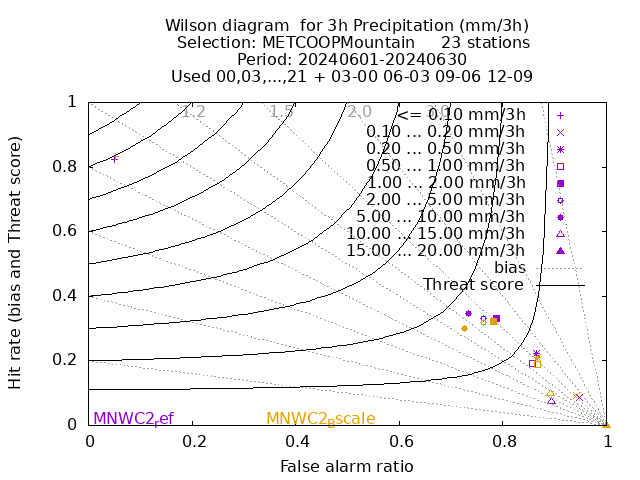 Wilson diagram  for 3h Precipitation (mm/3h)
Selection: METCOOPMountain     23 stations
Period: 20240601-20240630
Used 00,03,...,21 + 03-00 06-03 09-06 12-09
Hit rate (bias and Threat score)
1
0.8
0.6
0.4
0.2
0
1.2 1.5 2.0 3.0
<= 0.10 mm/3h
0.10 ... 0.20 mm/3h
0.20 ... 0.50 mm/3h
0.50 ... 1.00 mm/3h
1.00 ... 2.00 mm/3h
2.00 ... 5.00 mm/3h
5.00 ... 10.00 mm/3h
10.00 ... 15.00 mm/3h
15.00 ... 20.00 mm/3h
bias
Threat score
MNWC2ref MNWC2Bscale
0 0.2 0.4 0.6 0.8 1
False alarm ratio